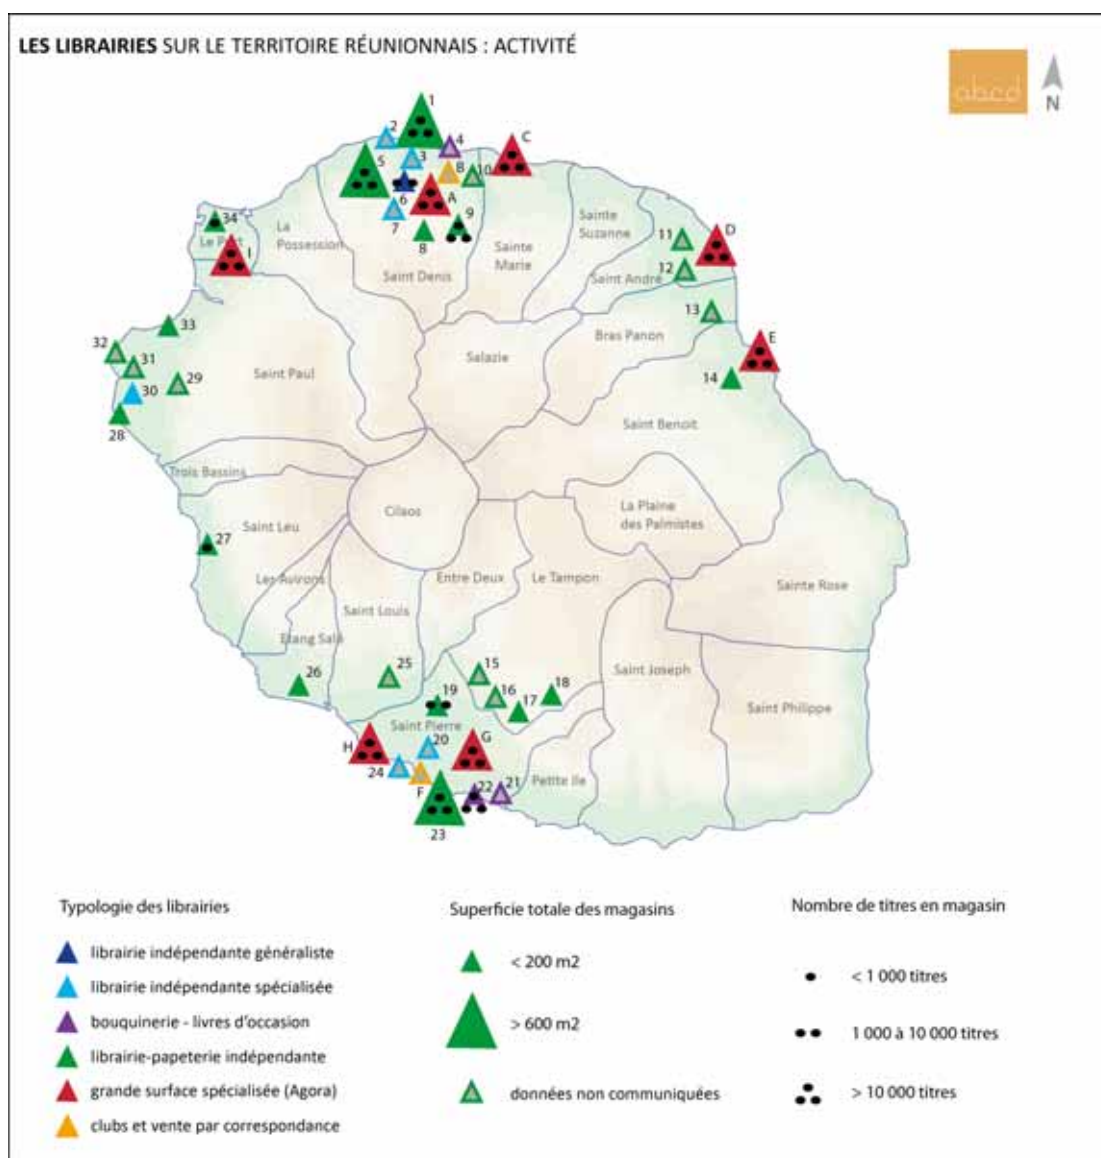 LES LIBRAIRIES SUR LE TERRITOIRE RÉUNIONNAIS : ACTIVITÉ
abcd
N
1
2
4
C
3
5
B
10
6
A
7
9
8
34
Le Port
I
La
Possession
Saint Denis
Sainte
Marie
Sainte
Suzanne
11
D
12
Saint André
13
Bras Panon
E
14
33
32
31
29
30
28
Saint Paul
Salazie
Saint Benoit
Trois Bassins
Cilaos
La Plaine
des Palmistes
27
Saint Leu
Les Avirons
Entre Deux
Le Tampon
Sainte Rose
Saint Louis
Etang Salé
26
25
15
16
17
18
19
Saint Joseph
Saint Philippe
Saint Pierre
H
20
G
24
F
22
21
Petite Ile
23
Typologie des librairies
librairie indépendante généraliste
librairie indépendante spécialisée
bouquinerie - livres d'occasion
librairie-papeterie indépendante
grande surface spécialisée (Agora)
clubs et vente par correspondance
Superficie totale des magasins
< 200 m2
> 600 m2
données non communiquées
Nombre de titres en magasin
< 1 000 titres
1 000 à 10 000 titres
> 10 000 titres